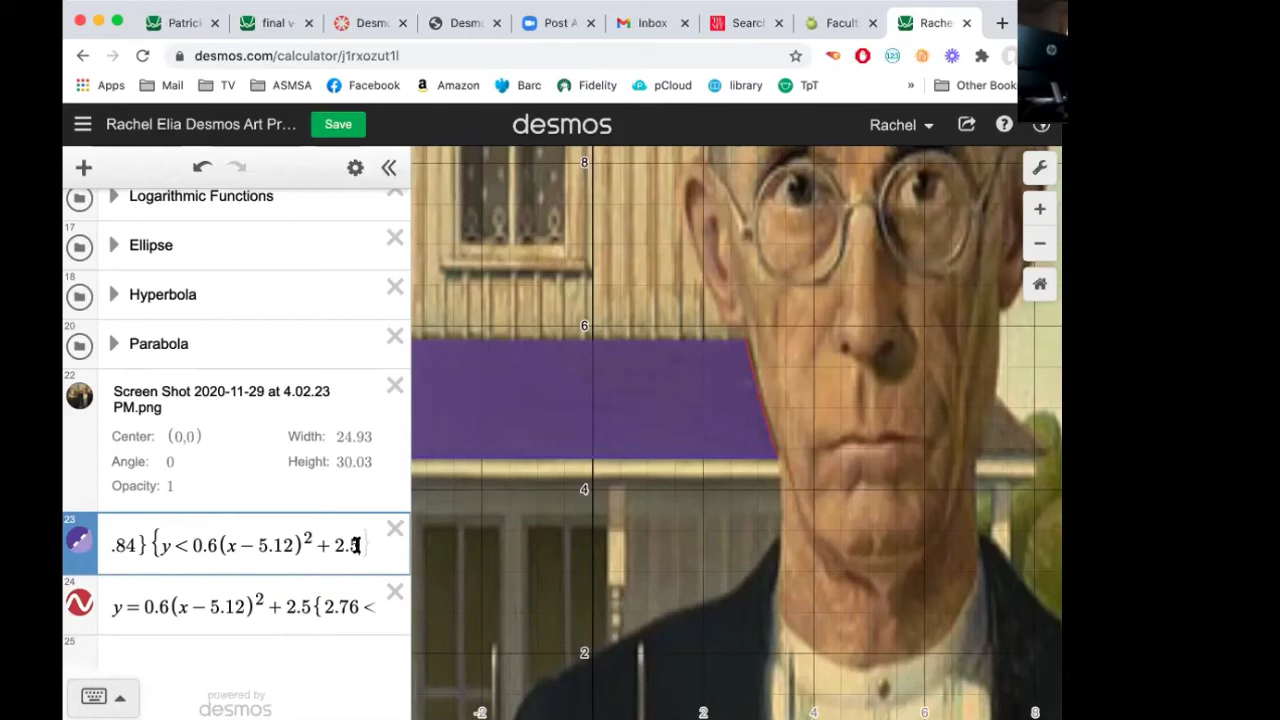 Patrick
final v
Desm
Desm
Post A
Inbox
Search
Facult
Rache
desmos.com/calculator/j1rxozut1l
123
Apps
Mail
TV
ASMSA
Facebook
Amazon
Barc
Fidelity
pCloud
library
TpT
»
Other Book
Rachel Elia Desmos Art Pr...
Save
desmos
Rachel
Logarithmic Functions
17
Ellipse
18
Hyperbola
20
Parabola
22
Screen Shot 2020-11-29 at 4.02.23
PM.png
Center: (0,0)
Width: 24.93
Angle: 0
Height: 30.03
Opacity: 1
23
.84} {y < 0.6(x − 5.12)² + 2.5}
24
y = 0.6(x − 5.12)² + 2.5{2.76 <
25
powered by
desmos
8
6
4
2
-2
2
4
6
8